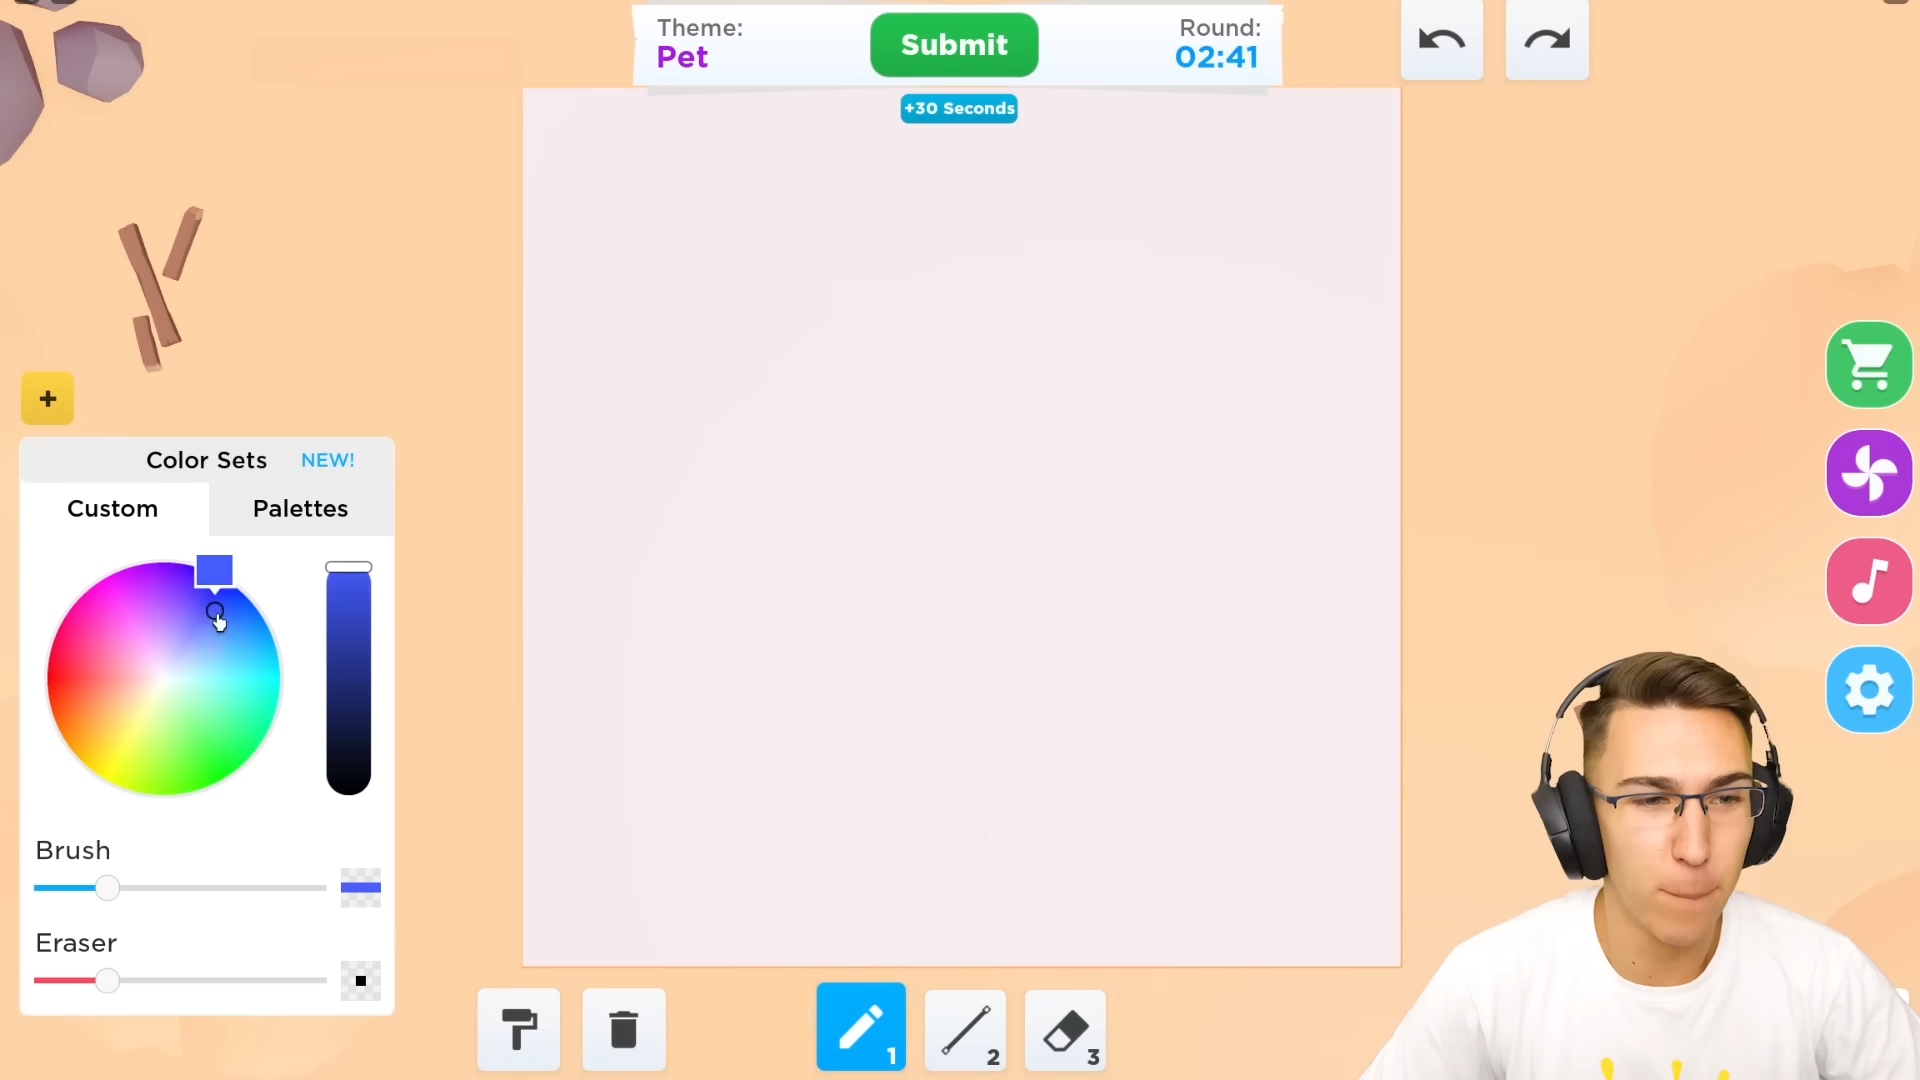 Theme:
Pet
Submit
Round:
02:41
+30 Seconds
+
Color Sets NEW!
Custom Palettes
Brush
Eraser
1
2
3